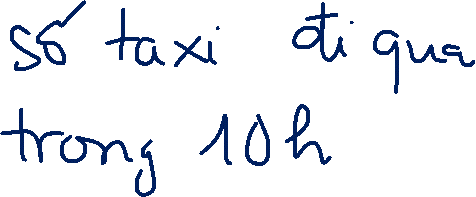 số taxi đi qua
trong 10h